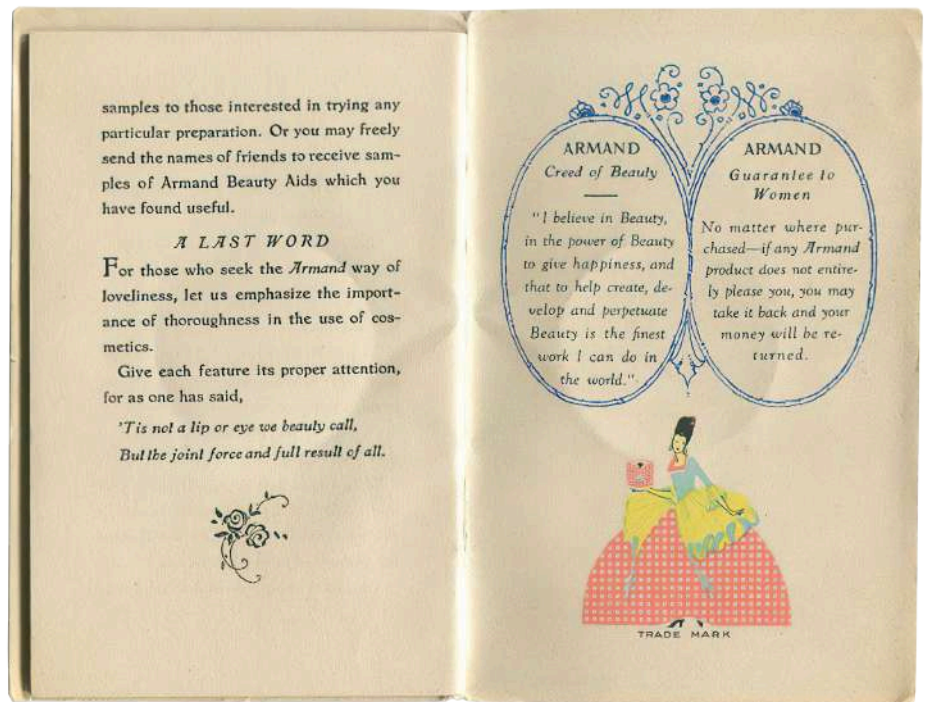 samples to those interested in trying any
particular preparation. Or you may freely
send the names of friends to receive sam-
ples of Armand Beauty Aids which you
have found useful.
A LAST WORD
For those who seek the Armand way of
loveliness, let us emphasize the import-
ance of thoroughness in the use of cos-
metics.
Give each feature its proper attention,
for as one has said,
'Tis not a lip or eye we beauty call,
But the joint force and full result of all.
ARMAND
Creed of Beauty
"I believe in Beauty,
in the power of Beauty
to give happiness, and
that to help create, de-
velop and perpetuate
Beauty is the finest
work I can do in
the world."
ARMAND
Guarantee to
Women
No matter where pur-
chased—if any Armand
product does not entire-
ly please you, you may
take it back and your
money will be re-
turned.
TRADE MARK